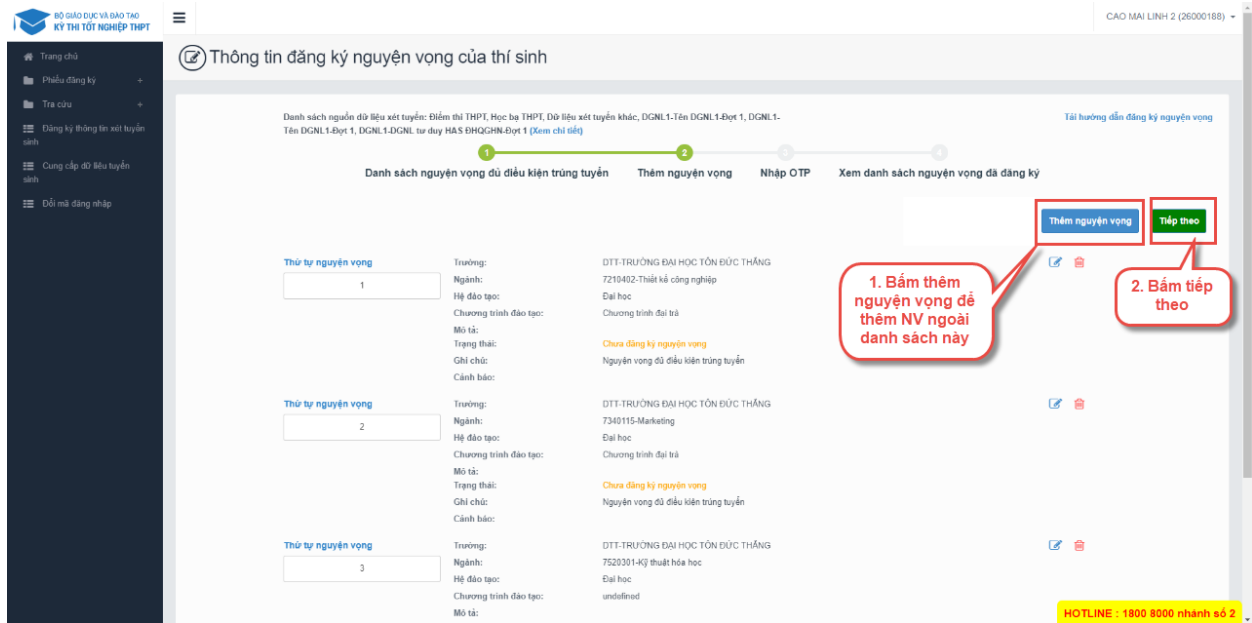 BỘ GIÁO DỤC VÀ ĐÀO TẠO
KỲ THI TỐT NGHIỆP THPT
CAO MAI LINH 2 (26000188)
Trang chủ
Phiếu đăng ký +
Tra cứu +
Đăng ký thông tin xét tuyển
sinh
Cung cấp dữ liệu tuyển
sinh
Đổi mã đăng nhập
Thông tin đăng ký nguyện vọng của thí sinh
Danh sách nguồn dữ liệu xét tuyển: Điểm thi THPT, Học bạ THPT, Dữ liệu xét tuyển khác, DGNL1-Tên DGNL1-Đợt 1, DGNL1-
Tên DGNL1-Đợt 1, DGNL1-DGNL tư duy HAS ĐHQGHN-Đợt 1 (Xem chi tiết)
Tải hướng dẫn đăng ký nguyện vọng
1 2 3 4
Danh sách nguyện vọng đủ điều kiện trúng tuyển Thêm nguyện vọng Nhập OTP Xem danh sách nguyện vọng đã đăng ký
Thêm nguyện vọng Tiếp theo
1. Bấm thêm
nguyện vọng để
thêm NV ngoài
danh sách này
2. Bấm tiếp
theo
Thứ tự nguyện vọng
1
Trường: DTT-TRƯỜNG ĐẠI HỌC TÔN ĐỨC THẮNG
Ngành: 7210402-Thiết kế công nghiệp
Hệ đào tạo: Đại học
Chương trình đào tạo: Chương trình đại trà
Mô tả:
Trạng thái: Chưa đăng ký nguyện vọng
Ghi chú: Nguyện vọng đủ điều kiện trúng tuyển
Cảnh báo:
Thứ tự nguyện vọng
2
Trường: DTT-TRƯỜNG ĐẠI HỌC TÔN ĐỨC THẮNG
Ngành: 7340115-Marketing
Hệ đào tạo: Đại học
Chương trình đào tạo: Chương trình đại trà
Mô tả:
Trạng thái: Chưa đăng ký nguyện vọng
Ghi chú: Nguyện vọng đủ điều kiện trúng tuyển
Cảnh báo:
Thứ tự nguyện vọng
3
Trường: DTT-TRƯỜNG ĐẠI HỌC TÔN ĐỨC THẮNG
Ngành: 7520301-Kỹ thuật hóa học
Hệ đào tạo: Đại học
Chương trình đào tạo: undefined
Mô tả:
HOTLINE : 1800 8000 nhánh số 2